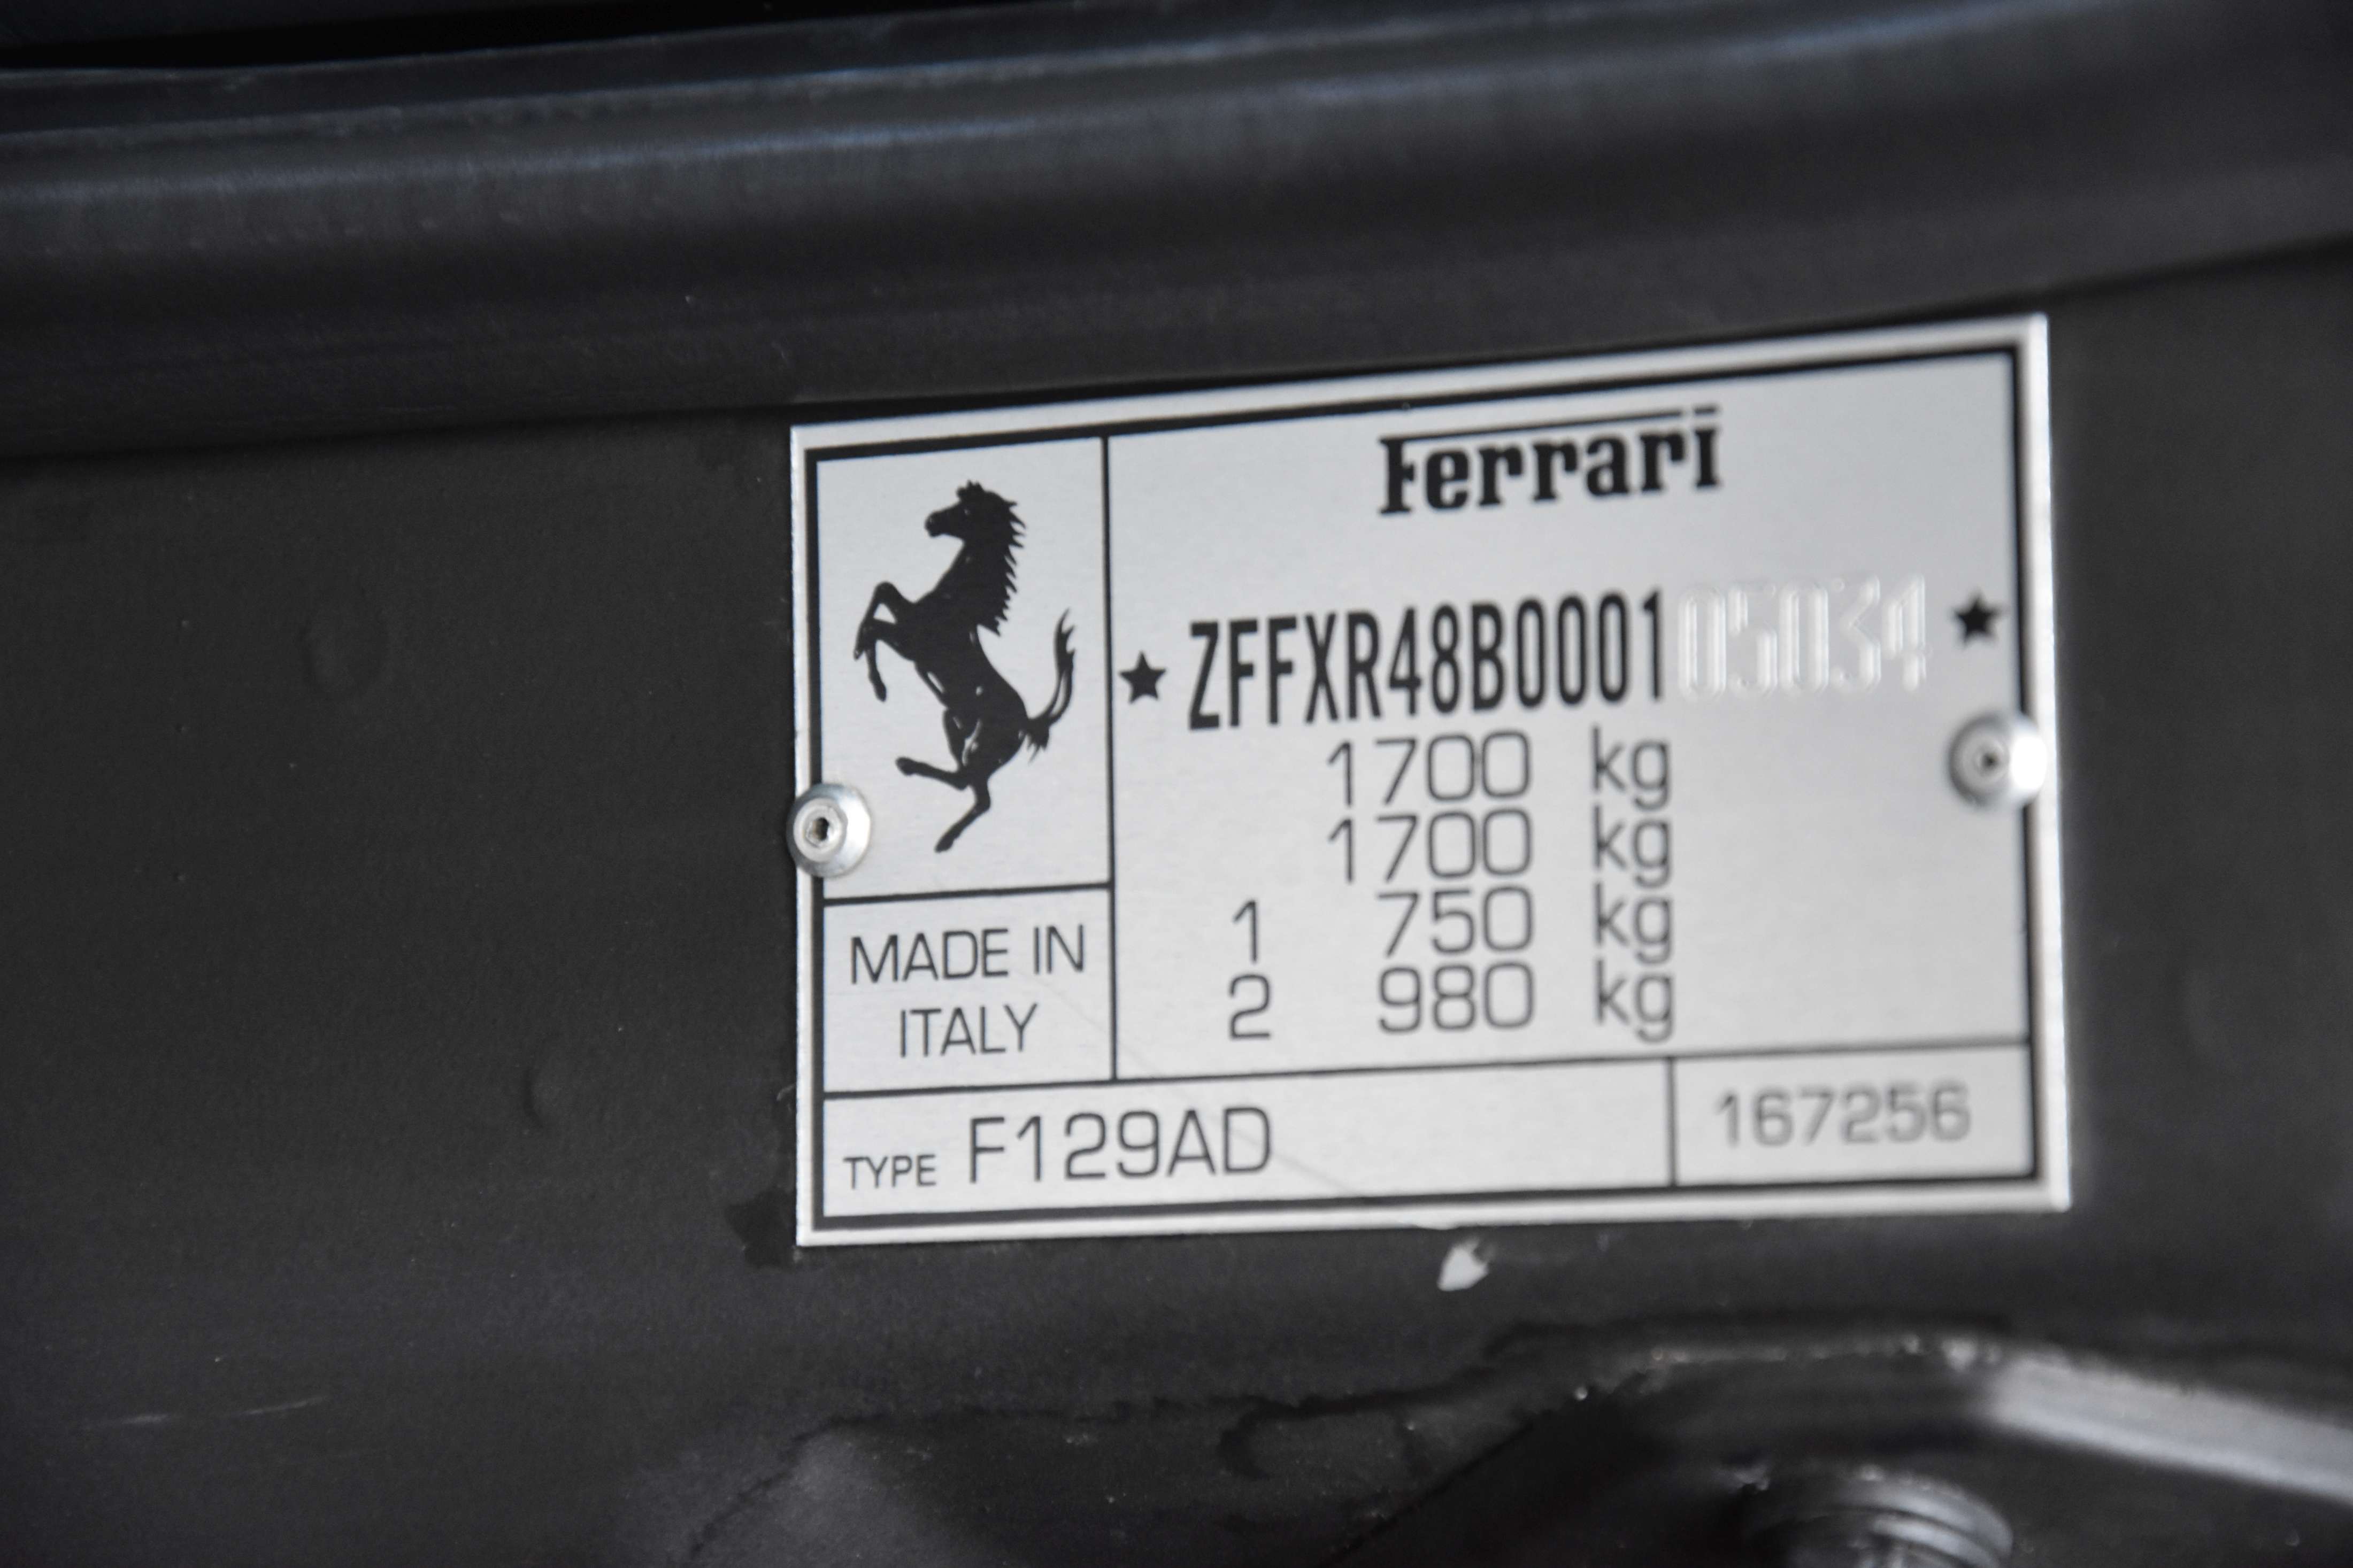 Ferrari
★ ZFFXR48B000105034 ★
1700 kg
1700 kg
1 750 kg
2 980 kg
MADE IN
ITALY
TYPE F129AD
167256